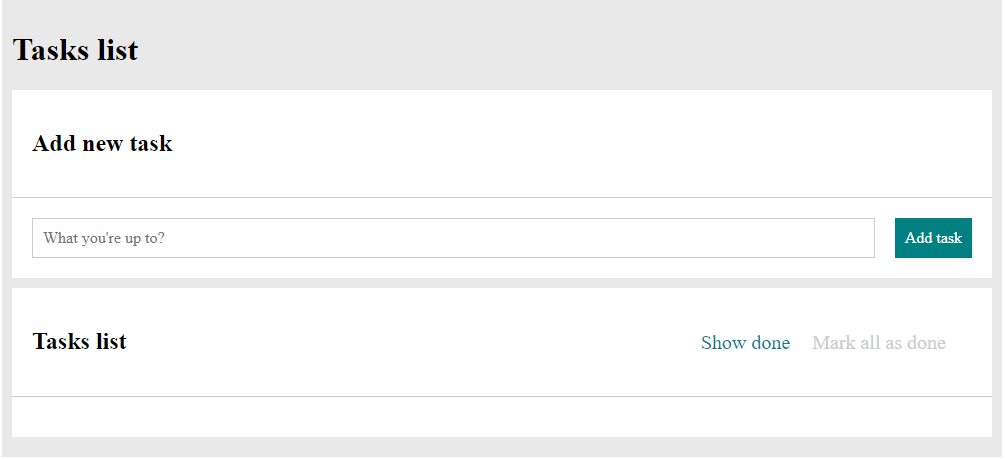 Tasks list
Add new task
What you're up to? Add task
Tasks list Show done Mark all as done